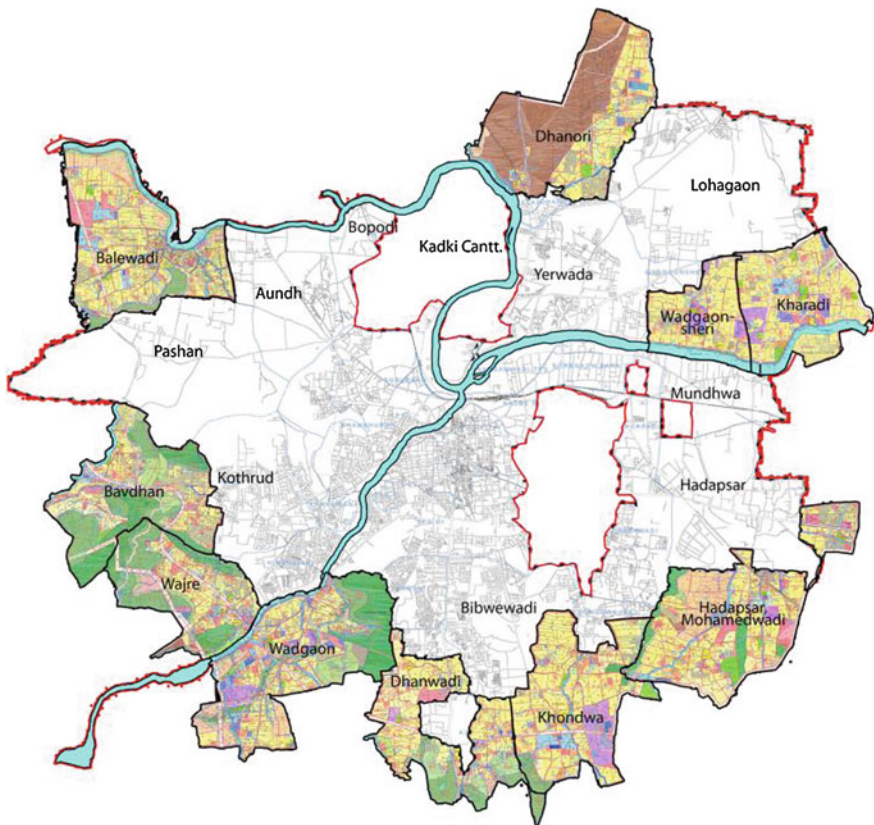 Dhanori
Lohagaon
Bopodi
Kadki Cantt.
Balewadi
Yerwada
Aundh
Wadgaon-
sheri
Kharadi
Pashan
Mundhwa
Kothrud
Bavdhan
Hadapsar
Wajre
Bibwewadi
Hadapsar,
Mohamedwadi
Wadgaon
Dhanwadi
Khondwa